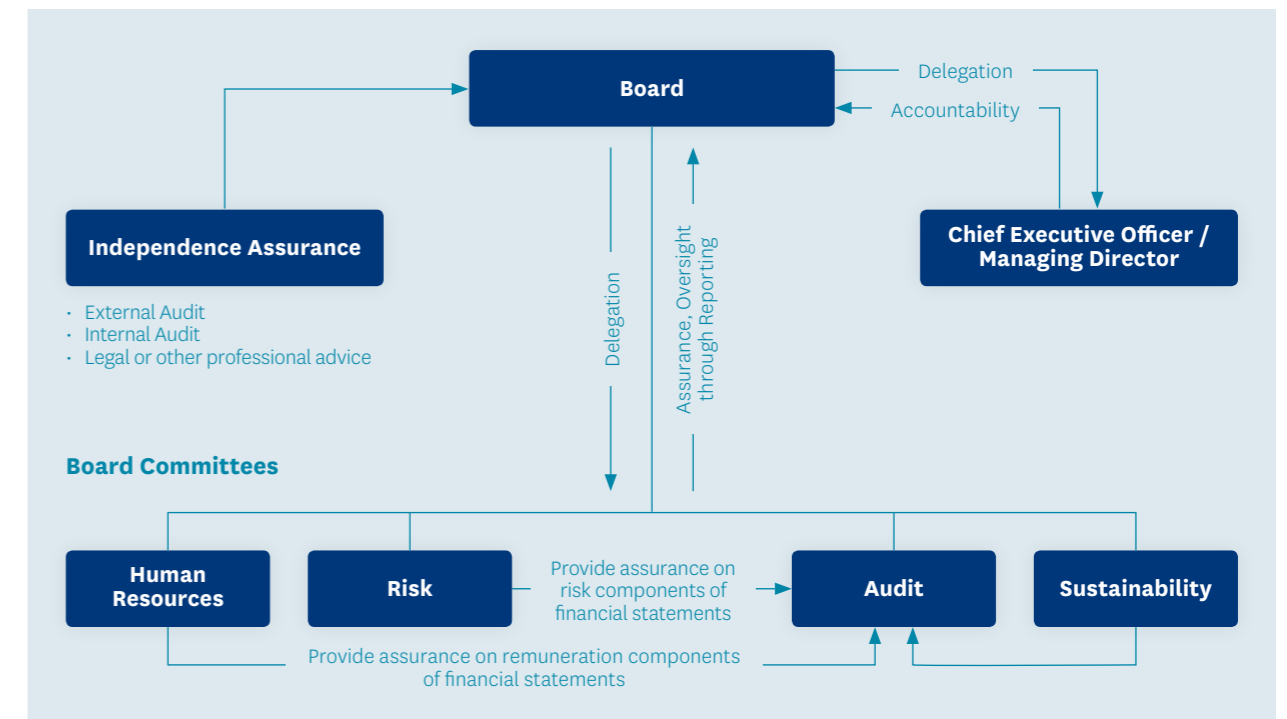 Board
Delegation
Accountability
Independence Assurance
Chief Executive Officer /
Managing Director
· External Audit
· Internal Audit
· Legal or other professional advice
Delegation
Assurance, Oversight
through Reporting
Board Committees
Human
Resources
Risk
Provide assurance on
risk components of
financial statements
Audit
Sustainability
Provide assurance on remuneration components
of financial statements